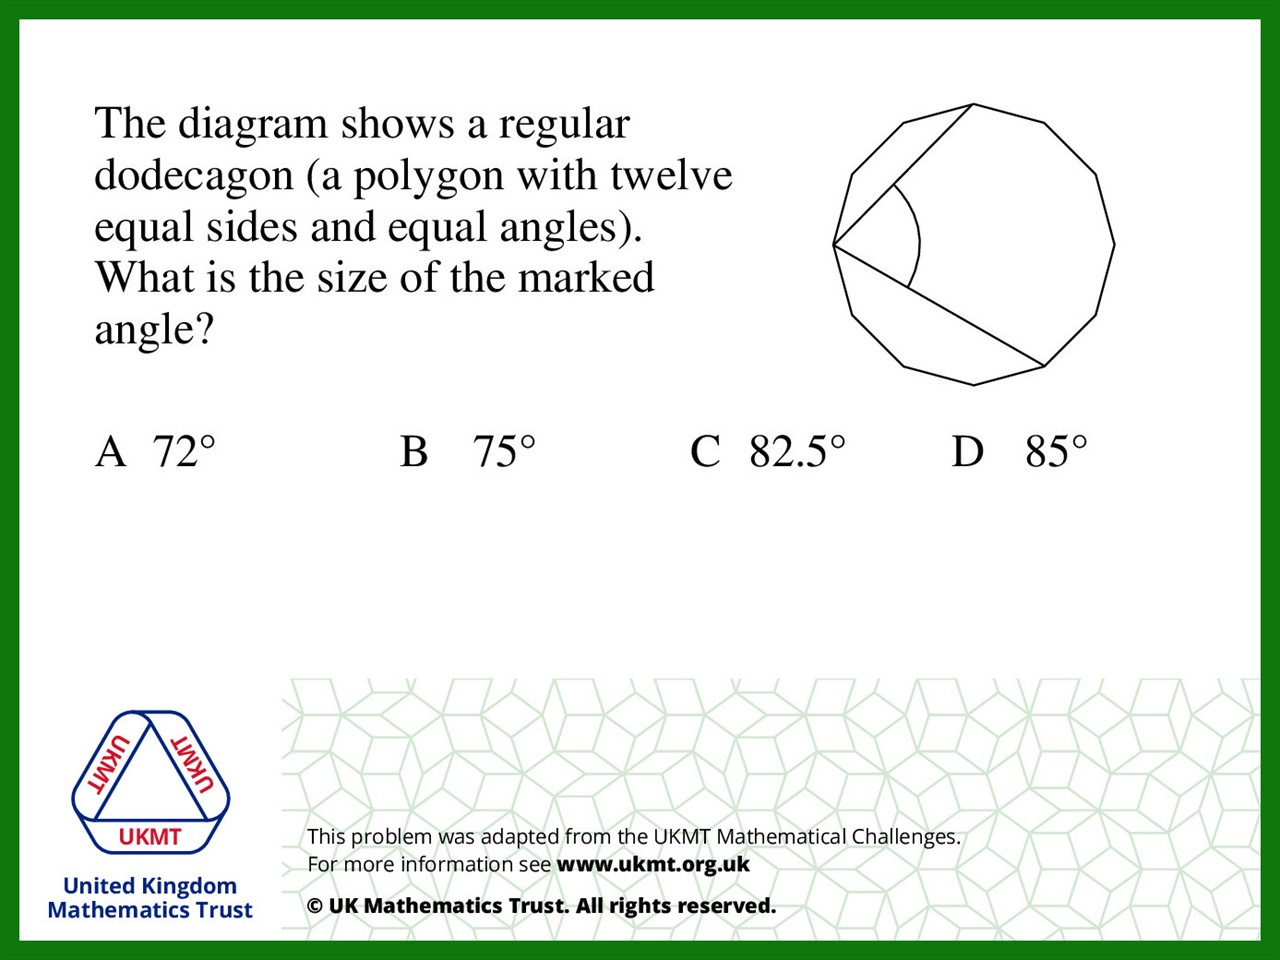 The diagram shows a regular
dodecagon (a polygon with twelve
equal sides and equal angles).
What is the size of the marked
angle?
A 72° B 75° C 82.5° D 85°
UKMT UKMT
UKMT
United Kingdom
Mathematics Trust
This problem was adapted from the UKMT Mathematical Challenges.
For more information see www.ukmt.org.uk
© UK Mathematics Trust. All rights reserved.